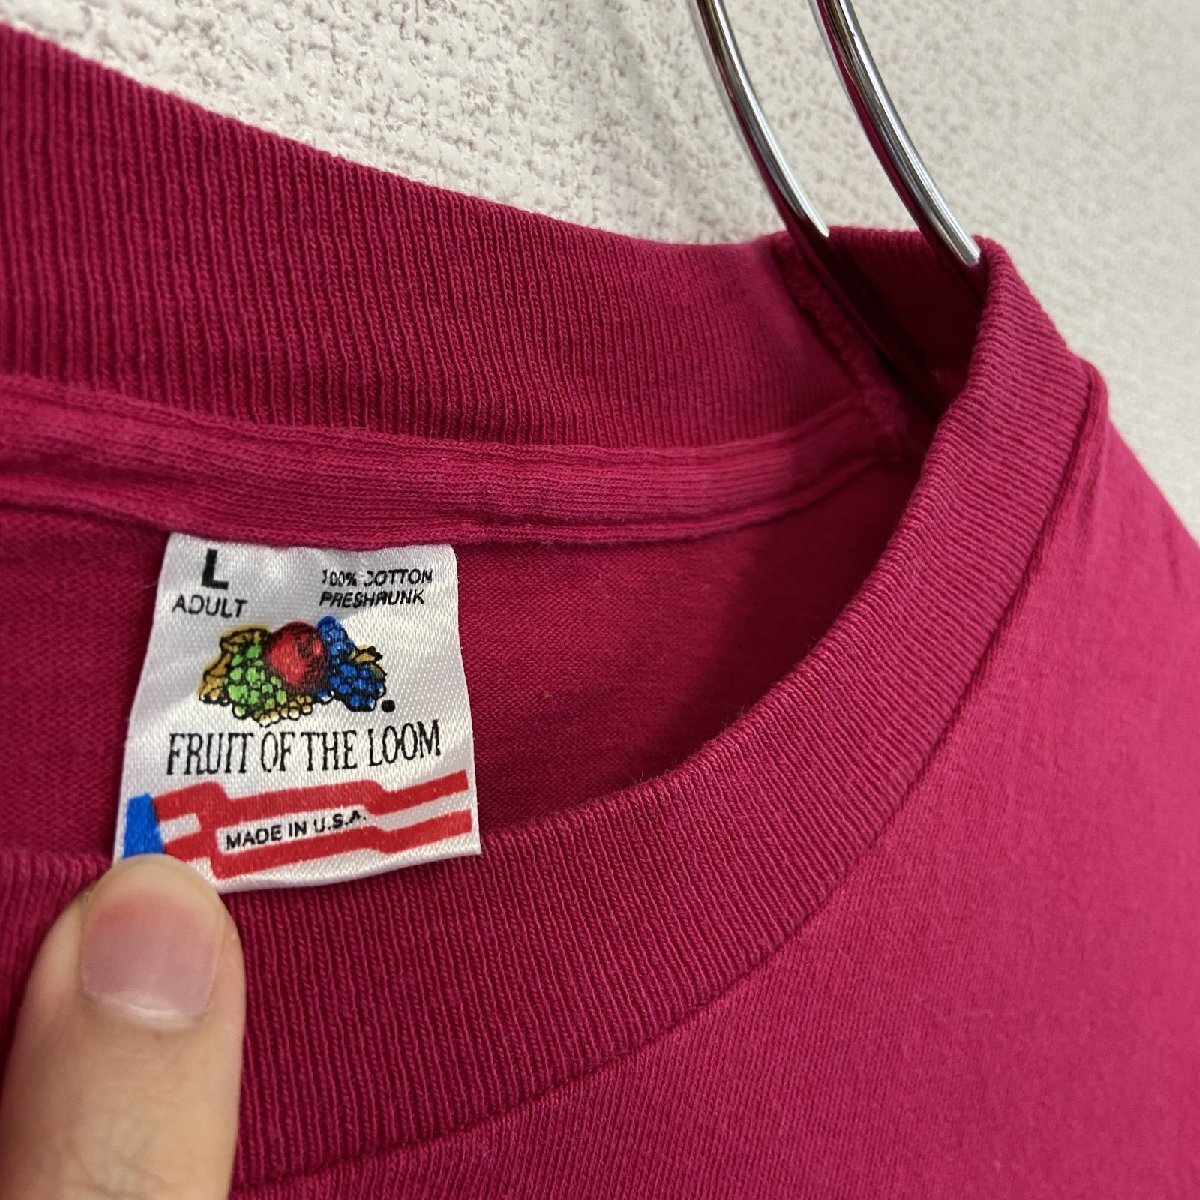 L
ADULT
100% COTTON
PRESHRUNK
FRUIT OF THE LOOM
MADE IN U.S.A.